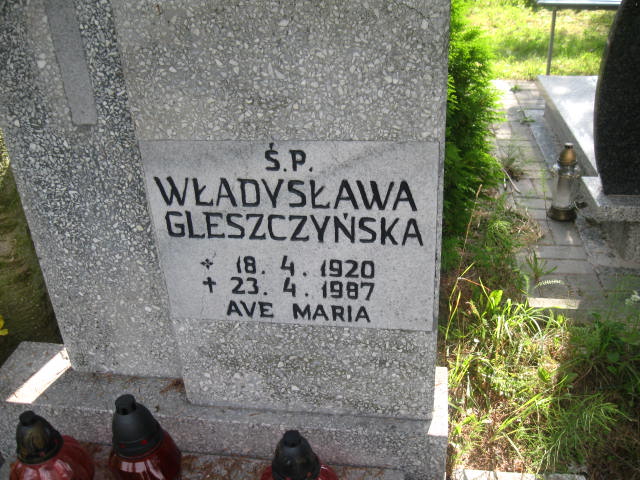 Ś.P.
WŁADYSŁAWA
GLESZCZYŃSKA
* 18. 4. 1920
✝ 23. 4. 1987
AVE MARIA